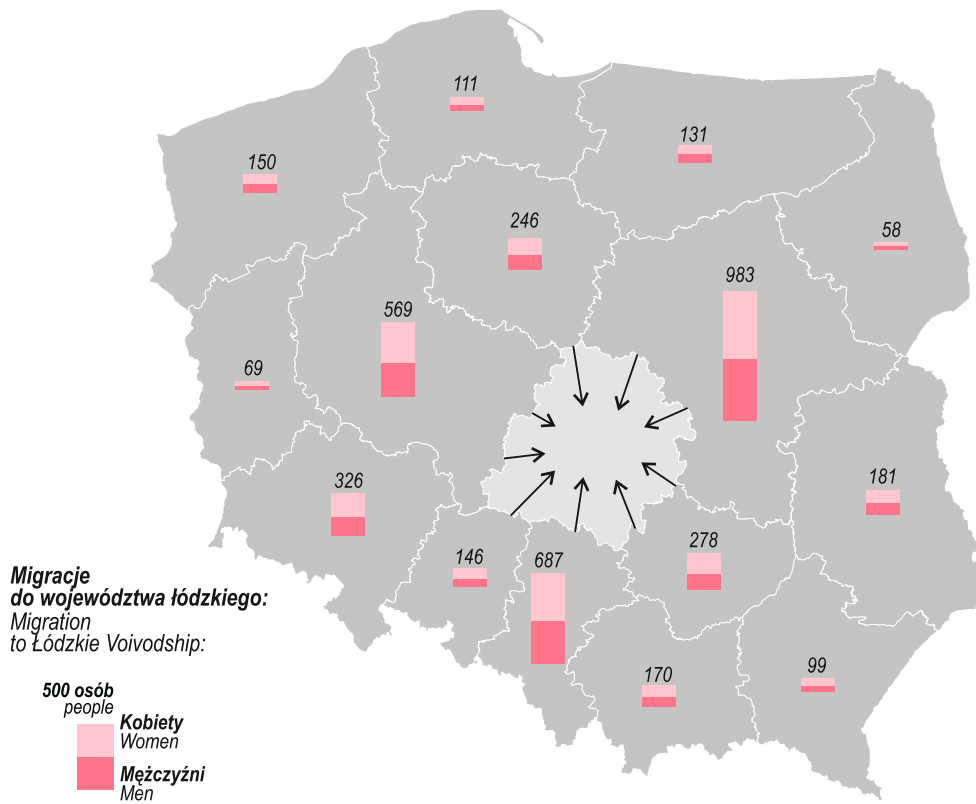 111
131
150
246
58
983
569
69
326
181
278
146
687
170
99
Migracje
do województwa łódzkiego:
Migration
to Łódzkie Voivodship:
500 osób
people
Kobiety
Women
Mężczyźni
Men